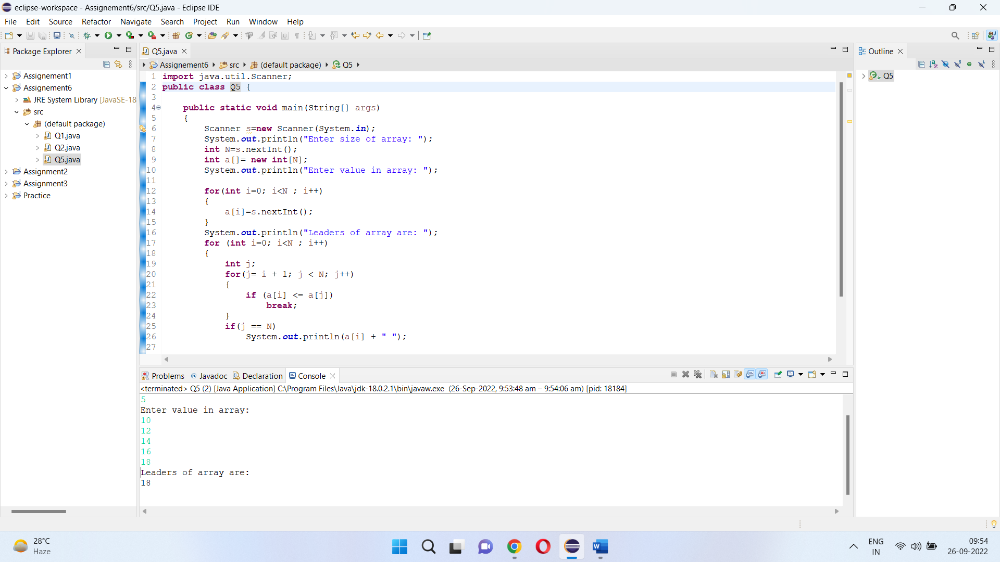 eclipse-workspace - Assignement6/src/Q5.java - Eclipse IDE
File Edit Source Refactor Navigate Search Project Run Window Help
Package Explorer
Assignement1
Assignement6
JRE System Library [JavaSE-18
src
(default package)
Q1.java
Q2.java
Q5.java
Assignment2
Assignment3
Practice
Q5.java
Assignement6 src (default package) Q5
1 import java.util.Scanner;
2 public class Q5 {
3
4 public static void main(String[] args)
5 {
6 Scanner s=new Scanner(System.in);
7 System.out.println("Enter size of array: ");
8 int N=s.nextInt();
9 int a[]= new int[N];
10 System.out.println("Enter value in array: ");
11
12 for(int i=0; i<N ; i++)
13 {
14 a[i]=s.nextInt();
15 }
16 System.out.println("Leaders of array are: ");
17 for (int i=0; i<N ; i++)
18 {
19 int j;
20 for(j= i + 1; j < N; j++)
21 {
22 if (a[i] <= a[j])
23 break;
24 }
25 if(j == N)
26 System.out.println(a[i] + " ");
27
Outline
Q5
Problems @ Javadoc Declaration Console
<terminated> Q5 (2) [Java Application] C:\Program Files\Java\jdk-18.0.2.1\bin\javaw.exe (26-Sep-2022, 9:53:48 am – 9:54:06 am) [pid: 18184]
5
Enter value in array:
10
12
14
16
18
Leaders of array are:
18
28°C
Haze
ENG
IN
09:54
26-09-2022